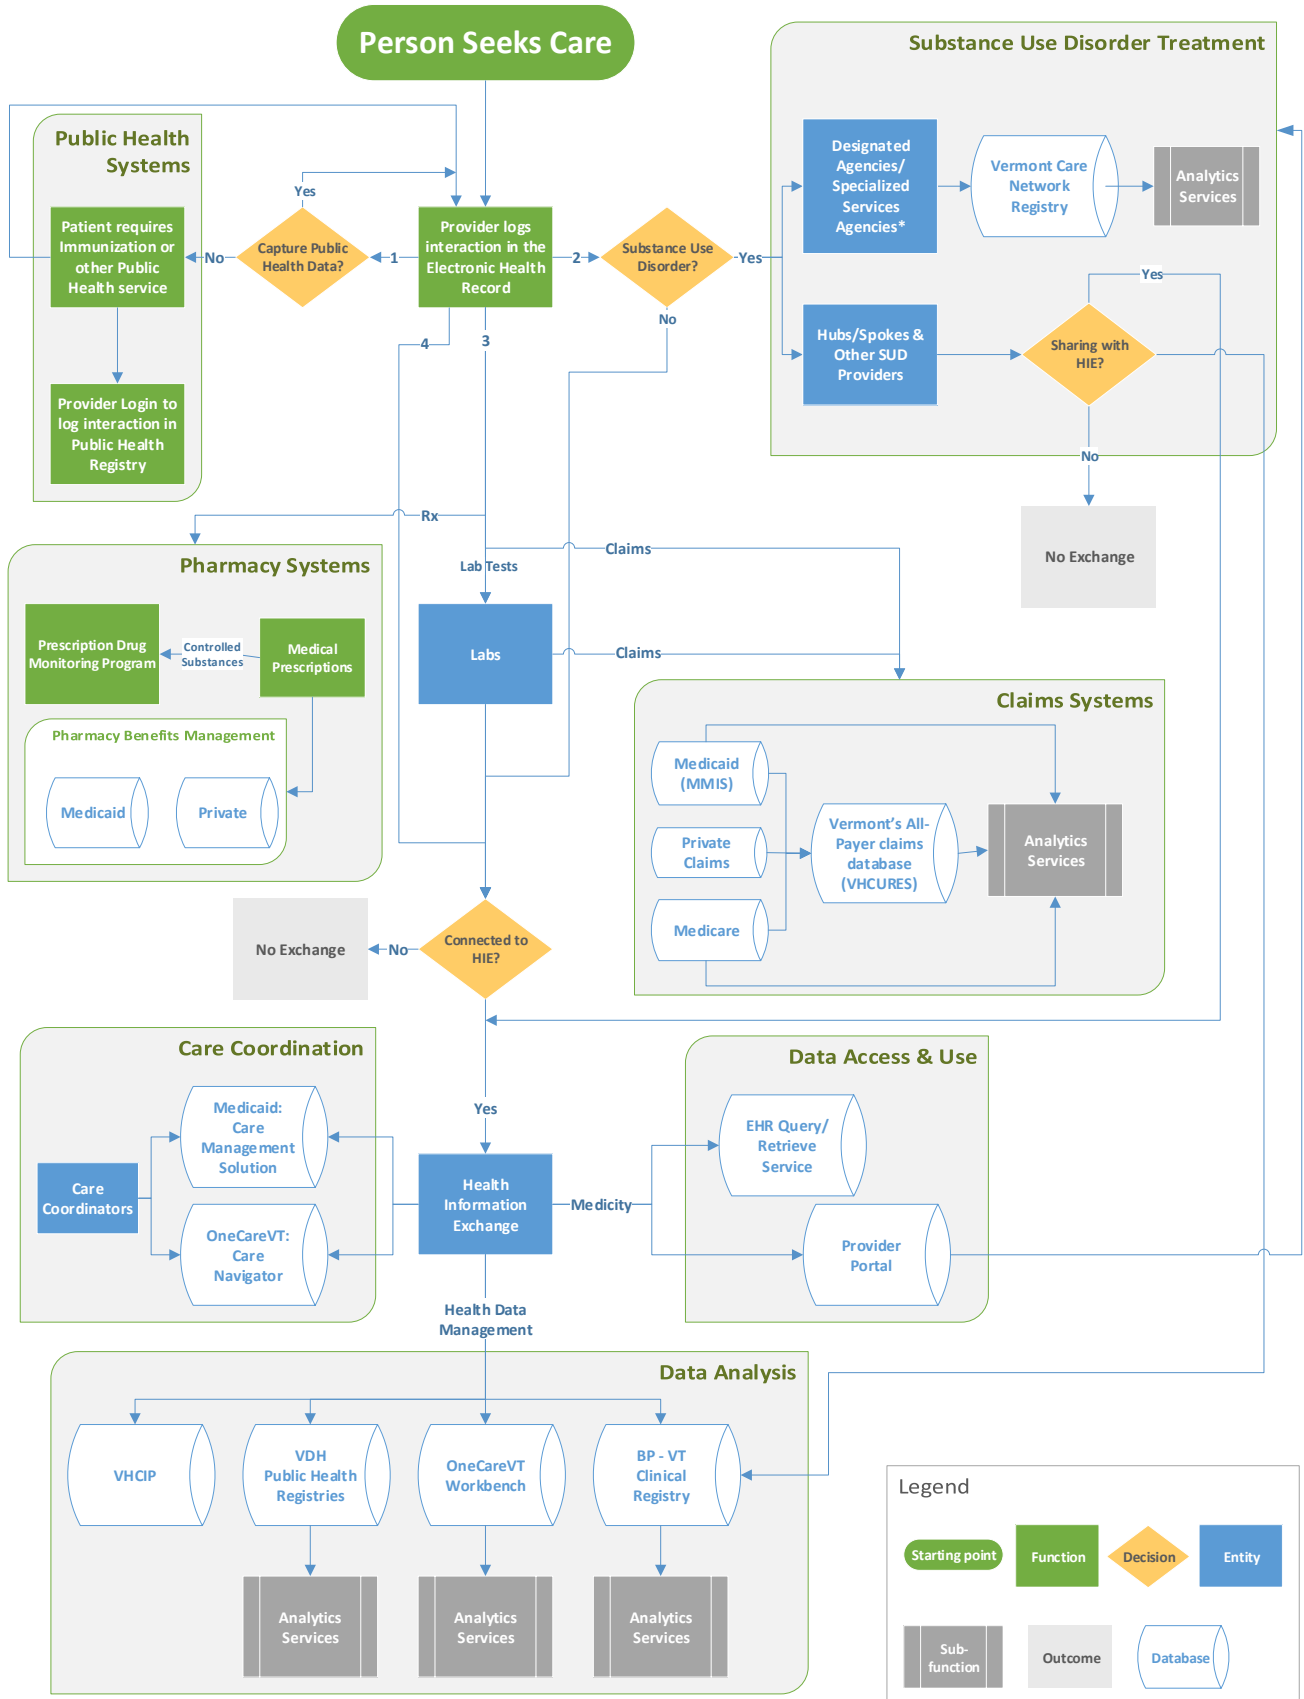 Person Seeks Care
Substance Use Disorder Treatment
Public Health
Systems
Designated
Agencies/
Specialized
Services
Agencies*
Vermont Care
Network
Registry
Analytics
Services
Yes
Patient requires
Immunization or
other Public
Health service
No
Capture Public
Health Data?
1
Provider logs
interaction in the
Electronic Health
Record
2
Substance Use
Disorder?
Yes
Yes
No
4
3
Hubs/Spokes &
Other SUD
Providers
Sharing with
HIE?
Provider Login to
log interaction in
Public Health
Registry
No
No Exchange
Rx
Claims
Lab Tests
Pharmacy Systems
Prescription Drug
Monitoring Program
Controlled
Substances
Medical
Prescriptions
Labs
Claims
Pharmacy Benefits Management
Medicaid
Private
Claims Systems
Medicaid
(MMIS)
Private
Claims
Medicare
Vermont's All-
Payer claims
database
(VHCURES)
Analytics
Services
No Exchange
No
Connected to
HIE?
Care Coordination
Medicaid:
Care
Management
Solution
Care
Coordinators
OneCareVT:
Care
Navigator
Yes
Health
Information
Exchange
Medicity
Data Access & Use
EHR Query/
Retrieve
Service
Provider
Portal
Health Data
Management
Data Analysis
VHCIP
VDH
Public Health
Registries
OneCareVT
Workbench
BP - VT
Clinical
Registry
Analytics
Services
Analytics
Services
Analytics
Services
Legend
Starting point
Function
Decision
Entity
Sub-
function
Outcome
Database